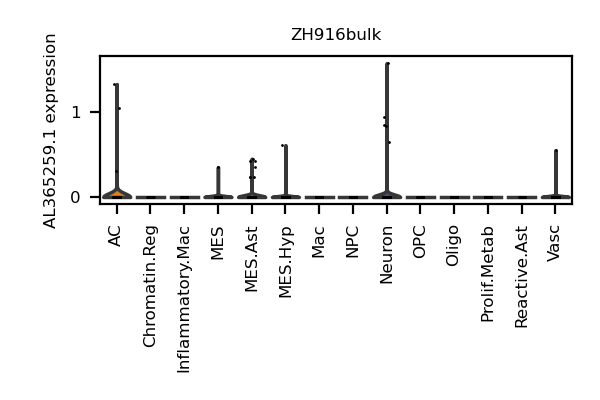 ZH916bulk
AL365259.1 expression
1
0
AC
Chromatin.Reg
Inflammatory.Mac
MES
MES.Ast
MES.Hyp
Mac
NPC
Neuron
OPC
Oligo
Prolif.Metab
Reactive.Ast
Vasc